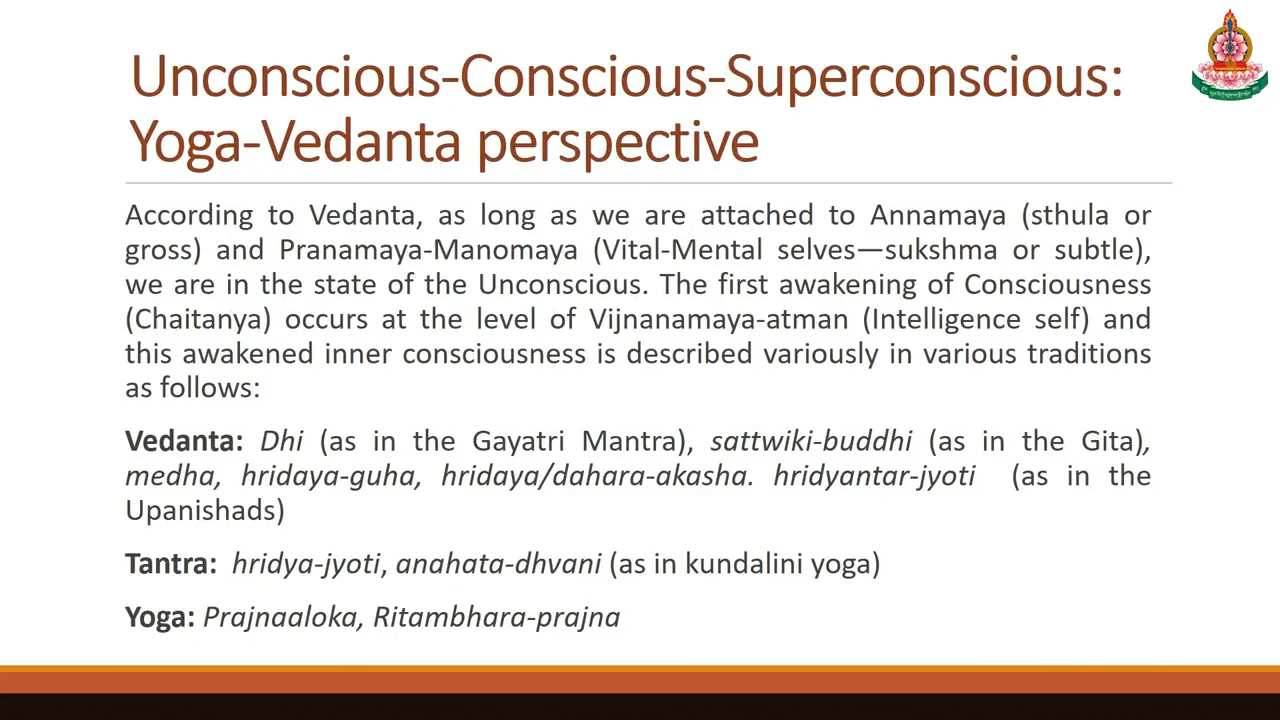 Unconscious-Conscious-Superconscious:
Yoga-Vedanta perspective
According to Vedanta, as long as we are attached to Annamaya (sthula or
gross) and Pranamaya-Manomaya (Vital-Mental selves—sukshma or subtle),
we are in the state of the Unconscious. The first awakening of Consciousness
(Chaitanya) occurs at the level of Vijnanamaya-atman (Intelligence self) and
this awakened inner consciousness is described variously in various traditions
as follows:
Vedanta: Dhi (as in the Gayatri Mantra), sattwiki-buddhi (as in the Gita),
medha, hridaya-guha, hridaya/dahara-akasha. hridyantar-jyoti (as in the
Upanishads)
Tantra: hridya-jyoti, anahata-dhvani (as in kundalini yoga)
Yoga: Prajnaaloka, Ritambhara-prajna